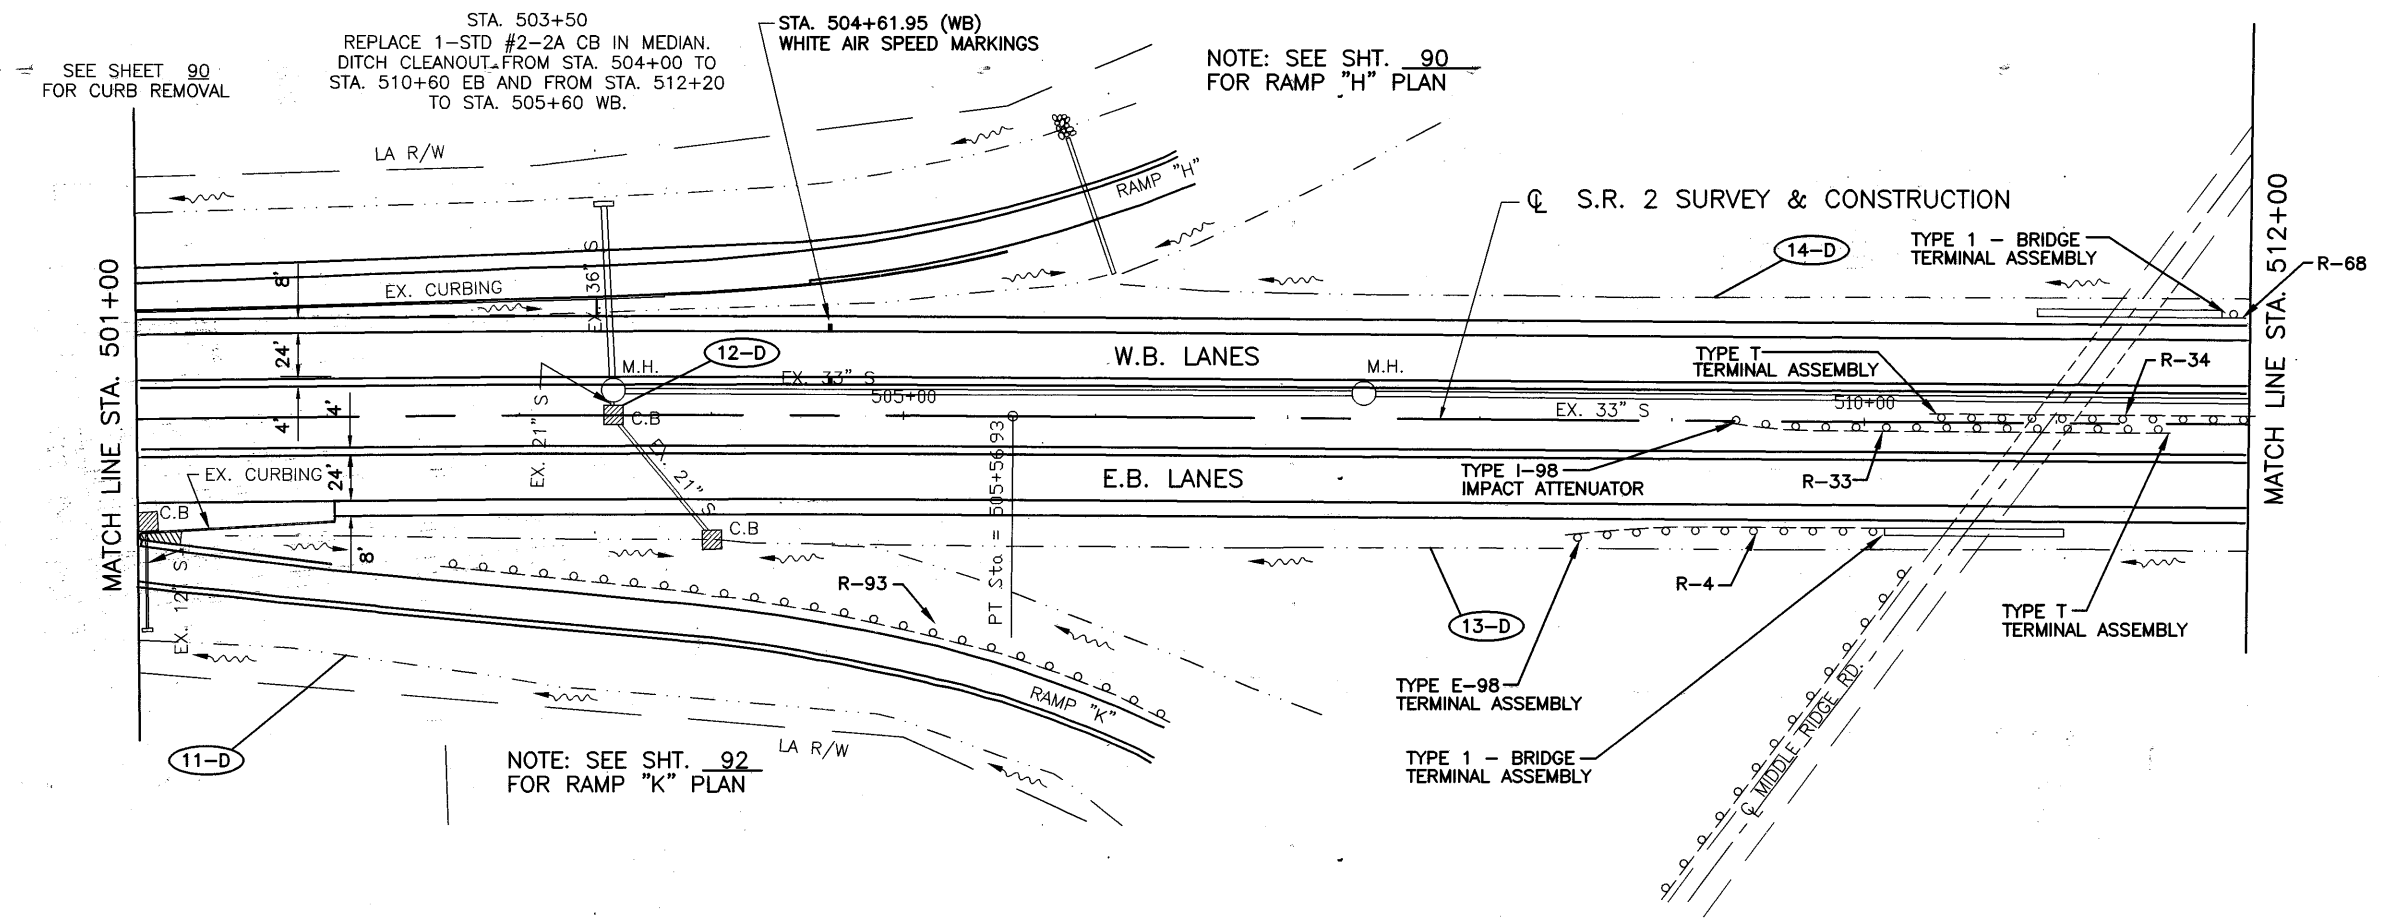 STA. 503+50
REPLACE 1-STD #2-2A CB IN MEDIAN.
DITCH CLEANOUT FROM STA. 504+00 TO
STA. 510+60 EB AND FROM STA. 512+20
TO STA. 505+60 WB.
STA. 504+61.95 (WB)
WHITE AIR SPEED MARKINGS
NOTE: SEE SHT. 90
FOR RAMP "H" PLAN
SEE SHEET 90
FOR CURB REMOVAL
LA R/W
RAMP "H"
℄ S.R. 2 SURVEY & CONSTRUCTION
14-D
TYPE 1 - BRIDGE
TERMINAL ASSEMBLY
R-68
MATCH LINE STA. 501+00
MATCH LINE STA. 512+00
8'
EX. CURBING
EX. 36" S
24'
12-D
M.H.
W.B. LANES
M.H.
TYPE T
TERMINAL ASSEMBLY
R-34
EX. 33" S
505+00
510+00
EX. 33" S
4'
4'
C.B
EX. 21" S
EX. 21" S
PT Sta = 505+56.93
EX. CURBING
24'
E.B. LANES
TYPE I-98
IMPACT ATTENUATOR
R-33
C.B
C.B
8'
EX. 12" S
R-93
R-4
13-D
TYPE T
TERMINAL ASSEMBLY
TYPE E-98
TERMINAL ASSEMBLY
RAMP "K"
℄ MIDDLE RIDGE RD.
11-D
NOTE: SEE SHT. 92
FOR RAMP "K" PLAN
LA R/W
TYPE 1 - BRIDGE
TERMINAL ASSEMBLY